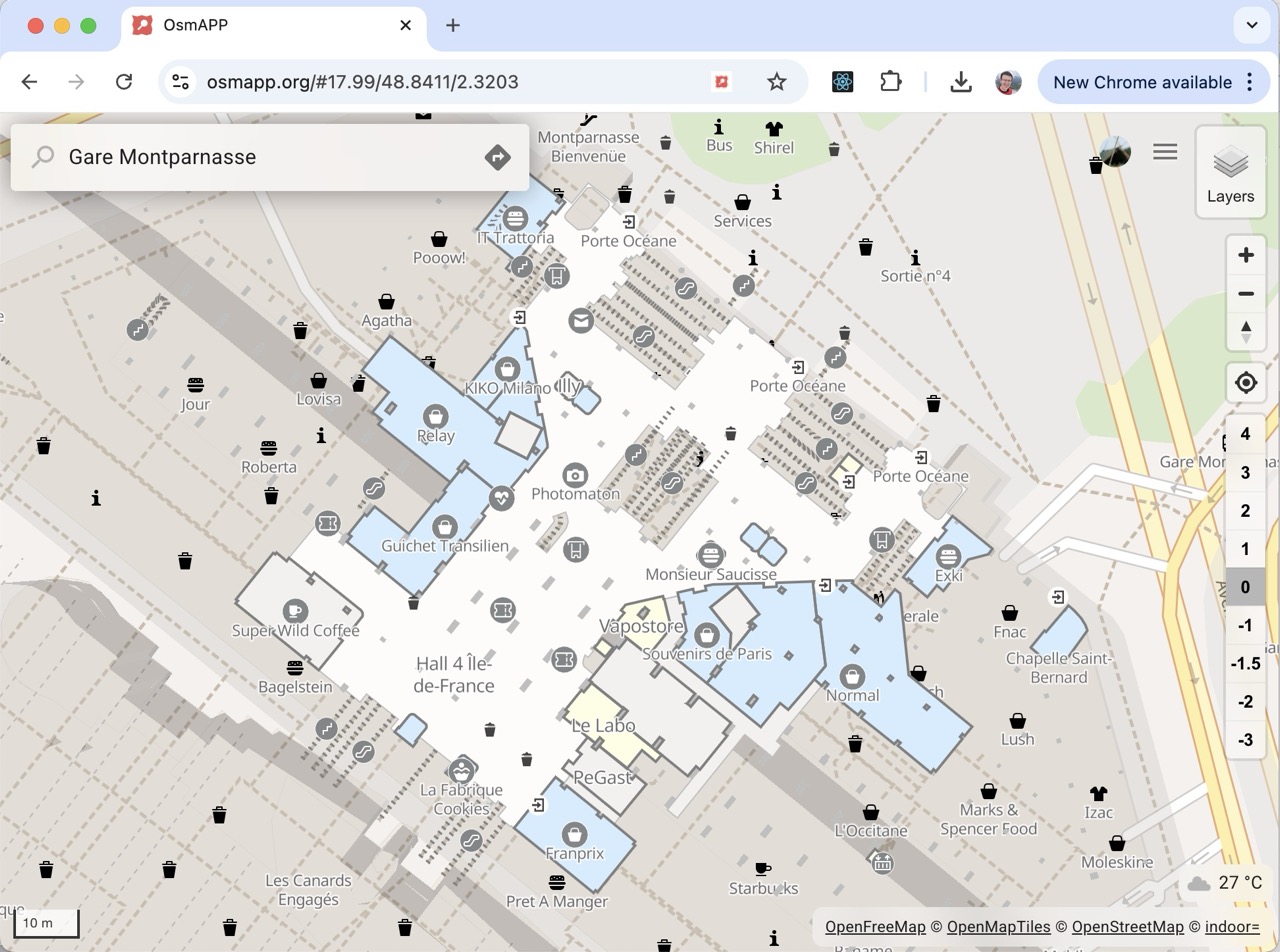 OsmAPP
osmapp.org/#17.99/48.8411/2.3203
New Chrome available
Gare Montparnasse
Montparnasse
Bienvenüe
Bus
Shirel
Layers
Services
IT Trattoria
Porte Océane
Pooow!
Sortie n°4
Agatha
KIKO Milano
Illy
Porte Océane
Lovisa
Jour
Relay
Roberta
Photomaton
Porte Océane
Gare Mon
Guichet Transilien
Monsieur Saucisse
Exki
erale
Fnac
Super Wild Coffee
Vapostore
Souvenirs de Paris
Chapelle Saint-
Bernard
Hall 4 Île-
de-France
Bagelstein
Normal
Le Labo
Lush
PeGast
La Fabrique
Cookies
Marks &
Spencer Food
Izac
L'Occitane
Franprix
Moleskine
Les Canards
Engagés
Starbucks
Pret A Manger
4
3
2
1
0
-1
-1.5
-2
-3
27 °C
10 m
OpenFreeMap © OpenMapTiles © OpenStreetMap © indoor=